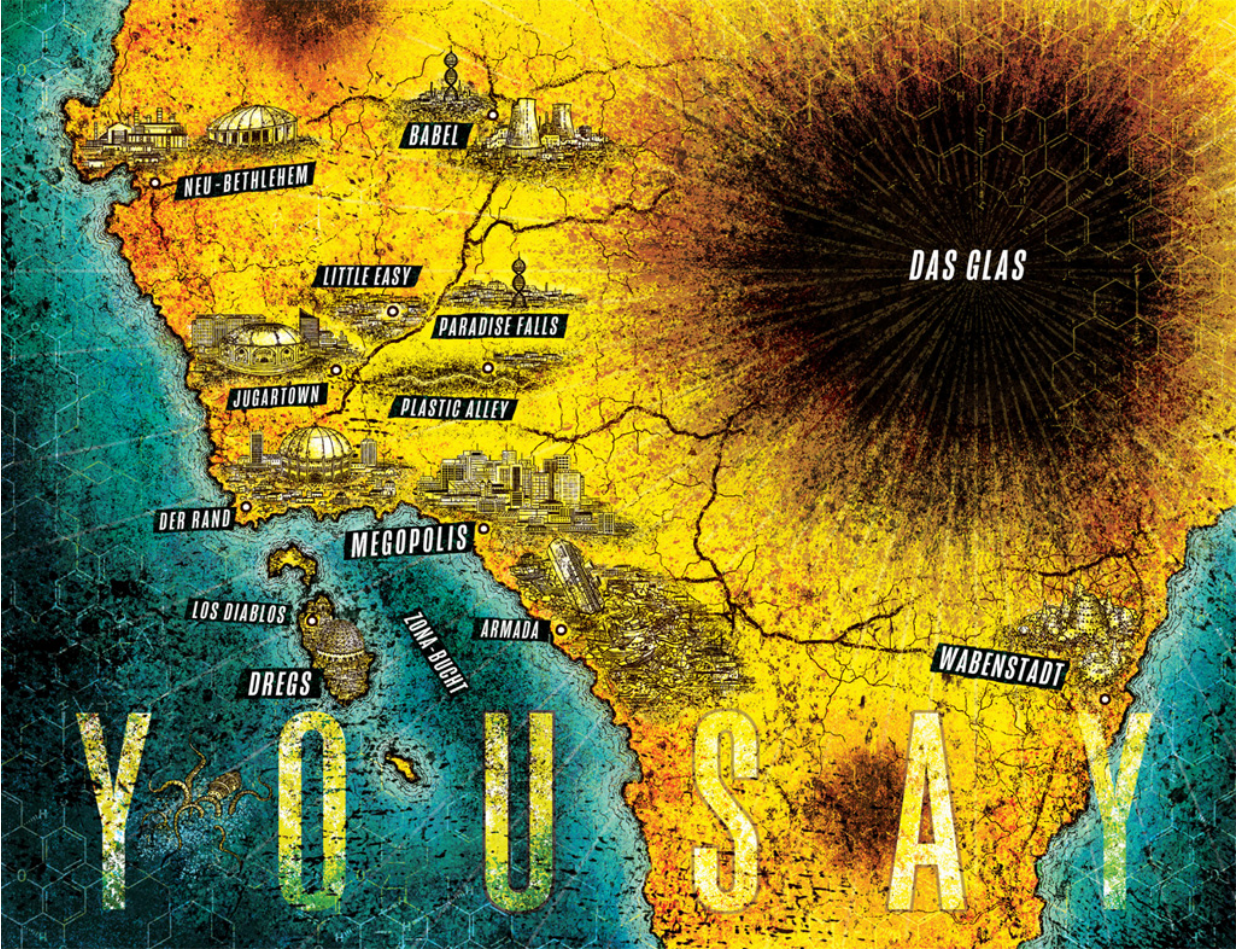 BABEL
NEU-BETHLEHEM
DAS GLAS
LITTLE EASY
PARADISE FALLS
JUGARTOWN
PLASTIC ALLEY
DER RAND
MEGOPOLIS
LOS DIABLOS
ZONA-BUCHT
ARMADA
WABENSTADT
DREGS
YOUSAY